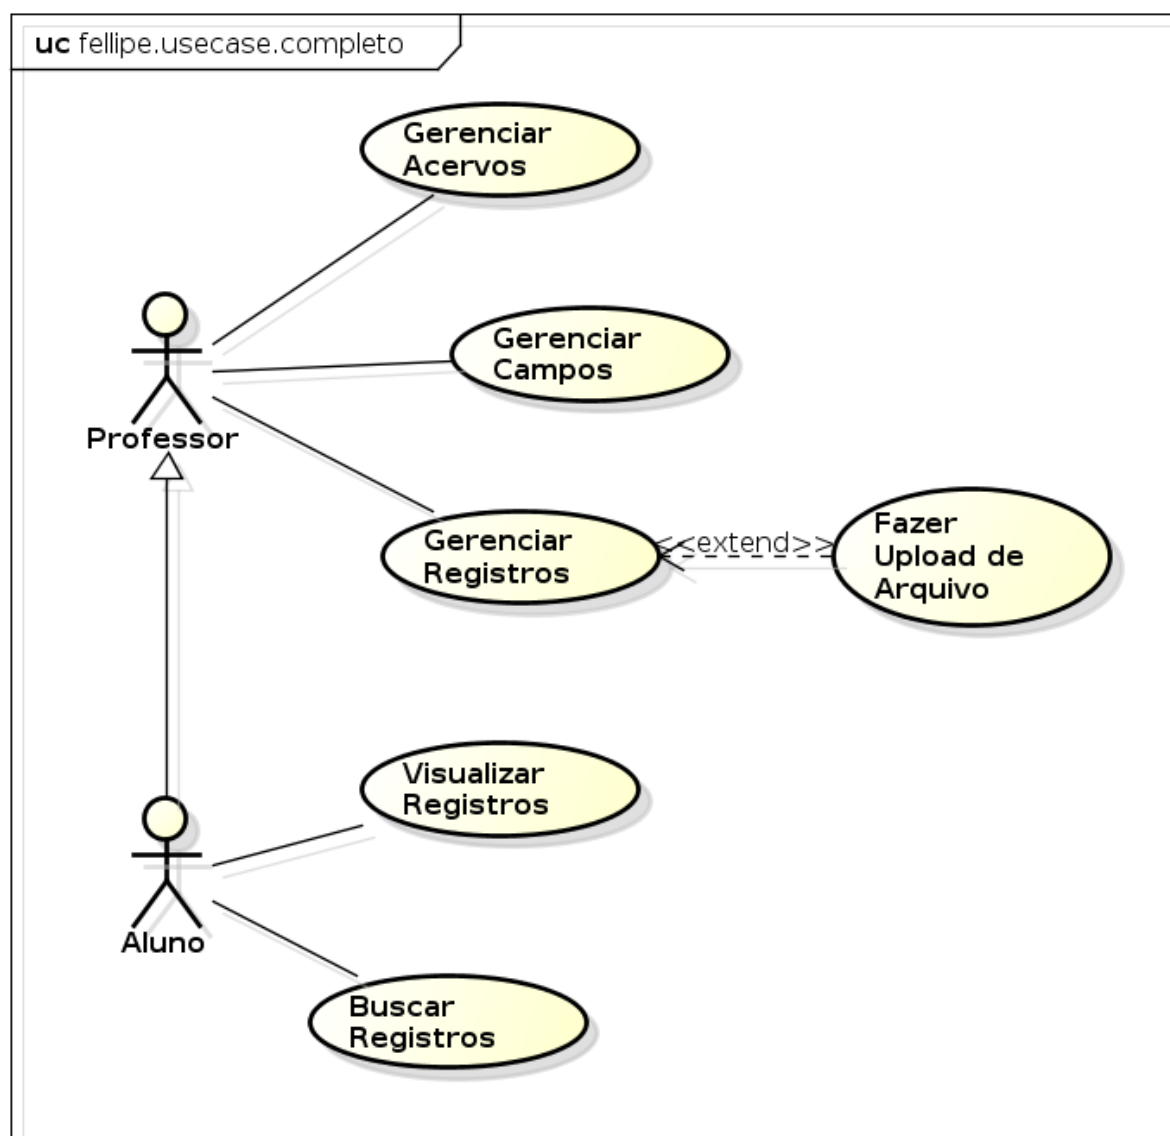 uc fellipe.usecase.completo
Gerenciar
Acervos
Gerenciar
Campos
Professor
Gerenciar
Registros
<<extend>>
Fazer
Upload de
Arquivo
Visualizar
Registros
Aluno
Buscar
Registros